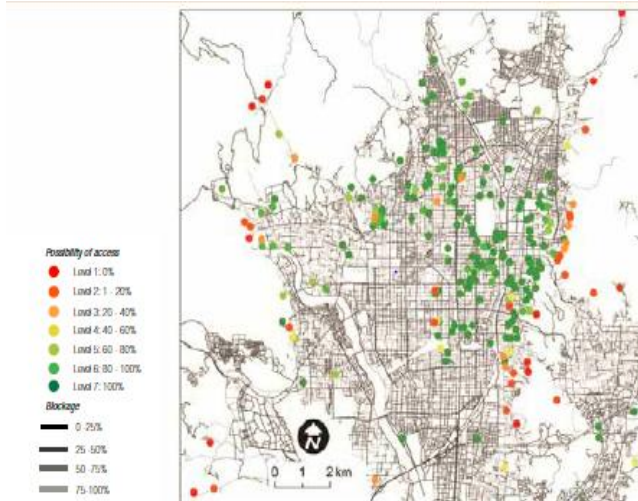 Possibility of access
Level 1: 0%
Level 2: 1 - 20%
Level 3: 20 - 40%
Level 4: 40 - 60%
Level 5: 60 - 80%
Level 6: 80 - 100%
Level 7: 100%
Blockage
0 -25%
25 -50%
50 -75%
75-100%
N
0 1 2 km